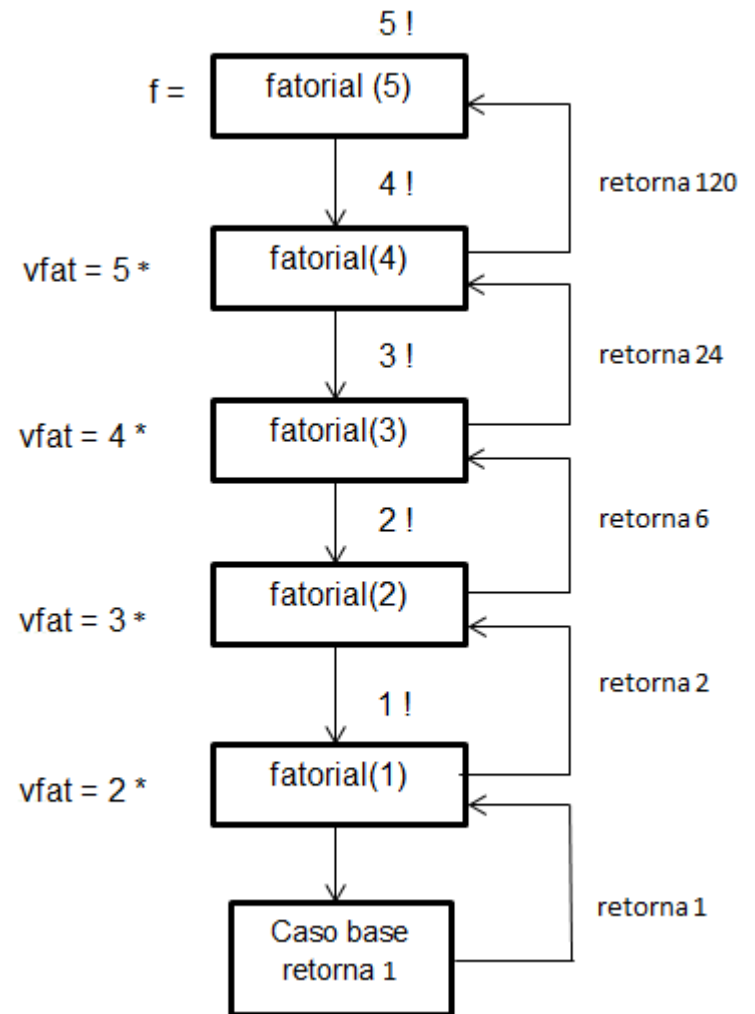 5 !
f =
fatorial (5)
4 !
retorna 120
vfat = 5 *
fatorial(4)
3 !
retorna 24
vfat = 4 *
fatorial(3)
2 !
retorna 6
vfat = 3 *
fatorial(2)
1 !
retorna 2
vfat = 2 *
fatorial(1)
retorna 1
Caso base
retorna 1